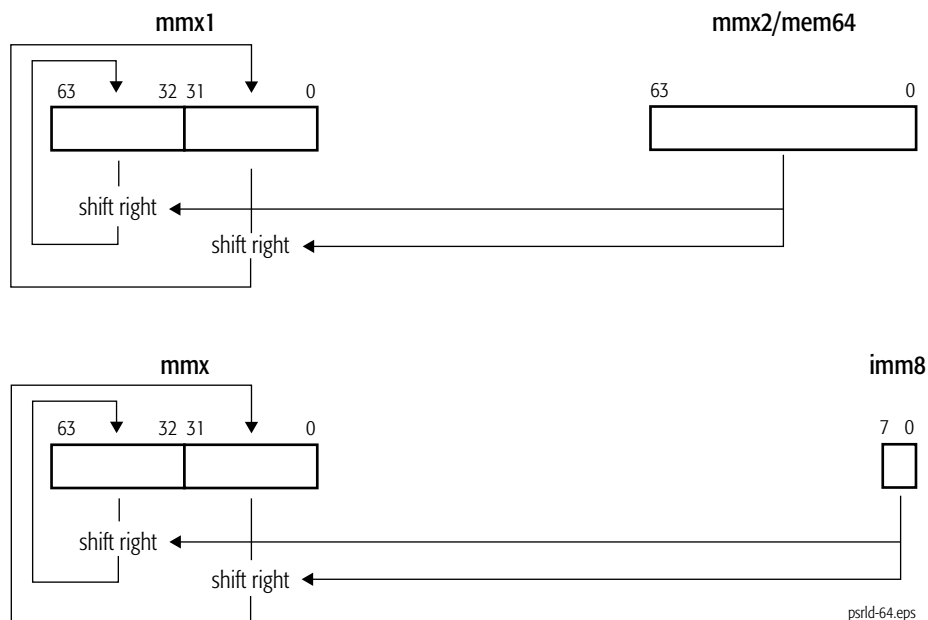 mmx1 mmx2/mem64
63 32 31 0 63 0
shift right
shift right
mmx imm8
63 32 31 0 7 0
shift right
shift right
psrld-64.eps